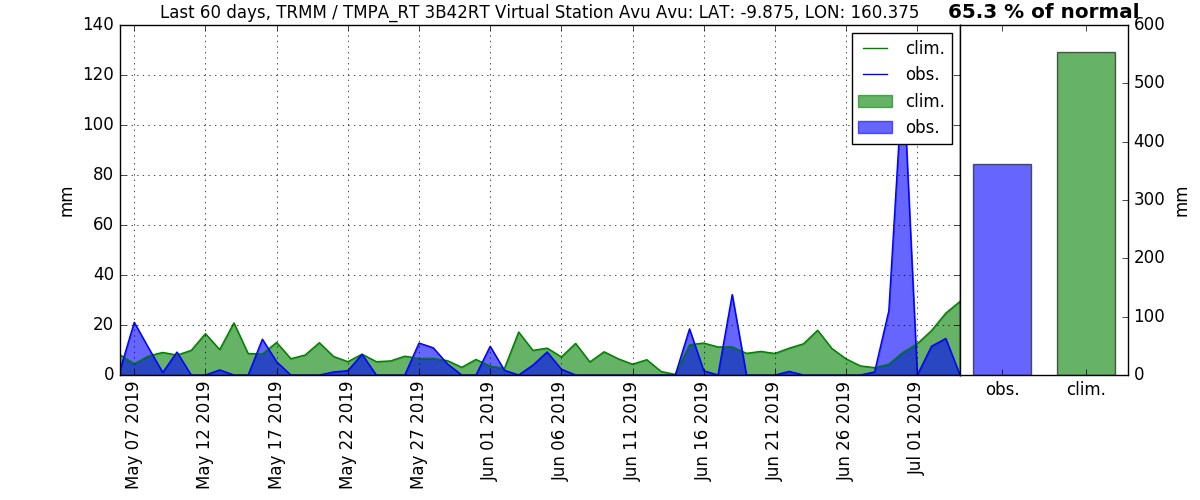 Last 60 days, TRMM / TMPA_RT 3B42RT Virtual Station Avu Avu: LAT: -9.875, LON: 160.375
65.3 % of normal
mm
140
120
100
80
60
40
20
0
clim.
obs.
clim.
obs.
May 07 2019
May 12 2019
May 17 2019
May 22 2019
May 27 2019
Jun 01 2019
Jun 06 2019
Jun 11 2019
Jun 16 2019
Jun 21 2019
Jun 26 2019
Jul 01 2019
600
500
400
300
200
100
0
mm
obs.
clim.